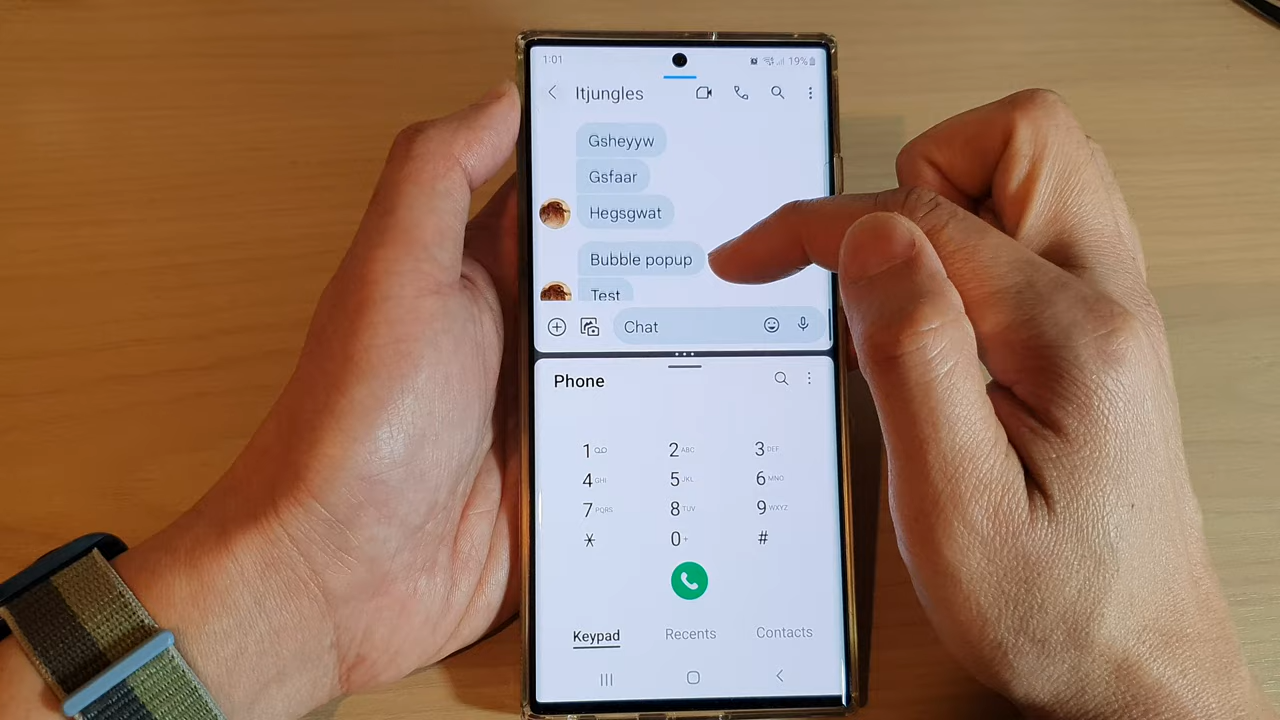 1:01 19%
Itjungles
Gsheyyw
Gsfaar
Hegsgwat
Bubble popup
Test
Chat
Phone
1 2 ABC 3 DEF
4 GHI 5 JKL 6 MNO
7 PQRS 8 TUV 9 WXYZ
* 0 + #
Keypad Recents Contacts